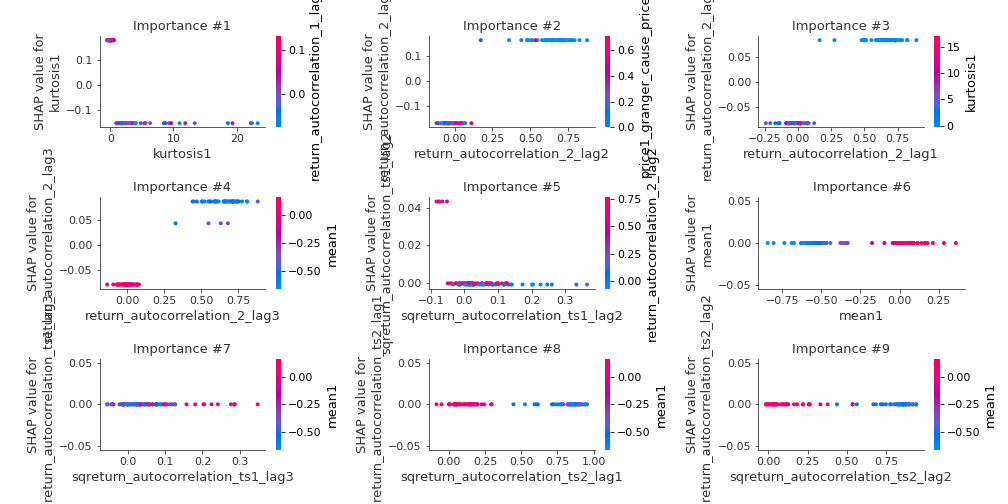 Importance #1
SHAP value for
kurtosis1
0.1
0.0
−0.1
0
10
20
kurtosis1
0.1
0.0
Importance #2
SHAP value for
0.1
0.0
−0.1
0.00
0.25
0.50
0.75
return_autocorrelation_2_lag2
0.6
0.4
0.2
0.0
Importance #3
SHAP value for
0.05
0.00
−0.05
−0.25
0.00
0.25
0.50
0.75
return_autocorrelation_2_lag1
15
10
5
0
kurtosis1
Importance #4
SHAP value for
return_autocorrelation_2_lag3
0.05
0.00
−0.05
0.00
0.25
0.50
0.75
return_autocorrelation_2_lag3
0.00
−0.25
−0.50
mean1
Importance #5
SHAP value for
0.04
0.02
0.00
−0.1
0.0
0.1
0.2
0.3
sqreturn_autocorrelation_ts1_lag2
0.75
0.50
0.25
0.00
return_autocorrelation_2_lag2
Importance #6
SHAP value for
mean1
0.05
0.00
−0.05
−0.75
−0.50
−0.25
0.00
0.25
mean1
Importance #7
SHAP value for
0.05
0.00
−0.05
0.0
0.1
0.2
0.3
sqreturn_autocorrelation_ts1_lag3
0.00
−0.25
−0.50
mean1
Importance #8
SHAP value for
0.05
0.00
−0.05
0.00
0.25
0.50
0.75
1.00
sqreturn_autocorrelation_ts2_lag1
0.00
−0.25
−0.50
mean1
Importance #9
SHAP value for
0.05
0.00
−0.05
0.00
0.25
0.50
0.75
sqreturn_autocorrelation_ts2_lag2
0.00
−0.25
−0.50
mean1